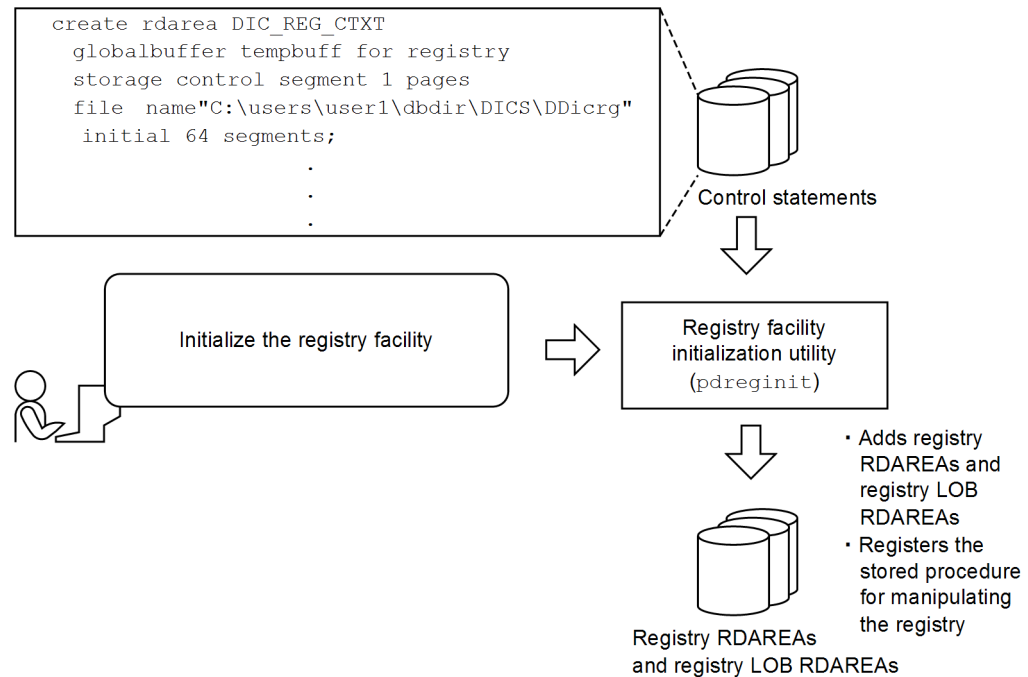 create rdarea DIC_REG_CTXT
globalbuffer tempbuff for registry
storage control segment 1 pages
file name"C:\users\user1\dbdir\DICS\DDicrg"
initial 64 segments;
.
.
.
Control statements
Initialize the registry facility
Registry facility
initialization utility
(pdreginit)
・Adds registry
RDAREAs and
registry LOB
RDAREAs
・Registers the
stored procedure
for manipulating
the registry
Registry RDAREAs
and registry LOB RDAREAs